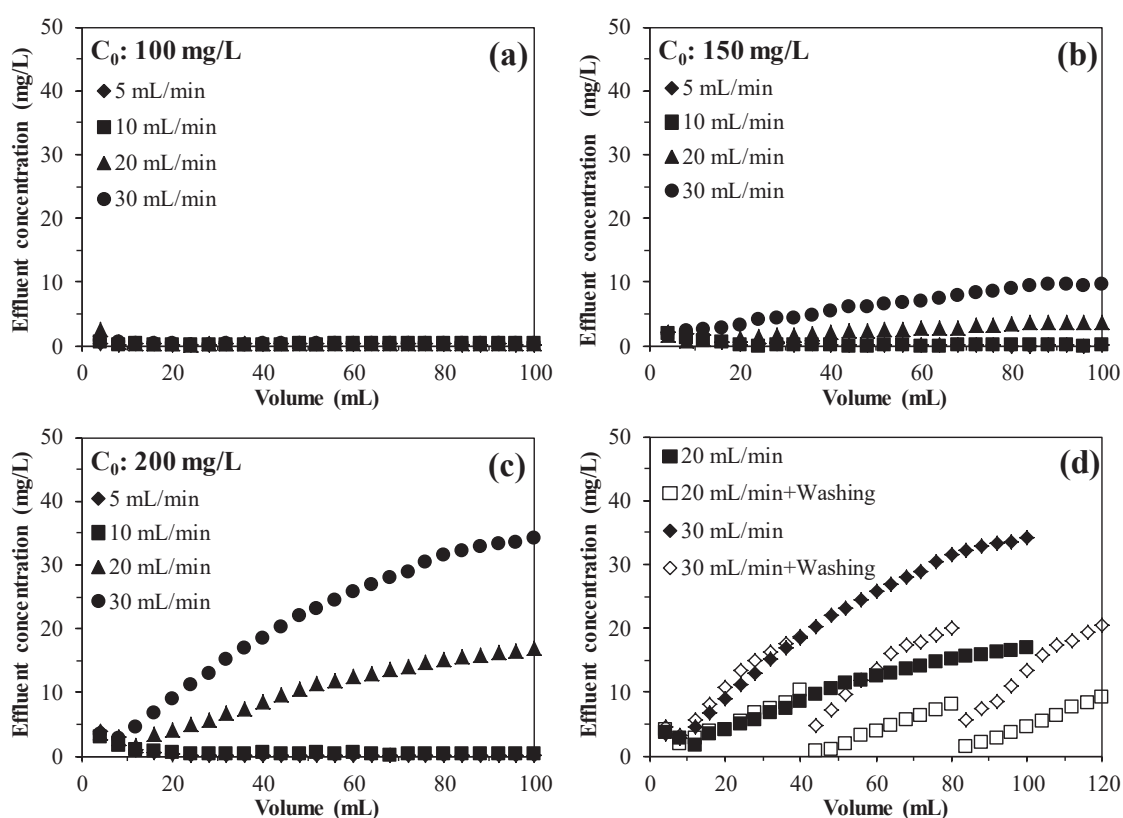 C0: 100 mg/L
(a)
5 mL/min
10 mL/min
20 mL/min
30 mL/min
Effluent concentration (mg/L)
50
40
30
20
10
0
0 20 40 60 80 100
Volume (mL)
C0: 150 mg/L
(b)
5 mL/min
10 mL/min
20 mL/min
30 mL/min
Effluent concentration (mg/L)
50
40
30
20
10
0
0 20 40 60 80 100
Volume (mL)
C0: 200 mg/L
(c)
5 mL/min
10 mL/min
20 mL/min
30 mL/min
Effluent concentration (mg/L)
50
40
30
20
10
0
0 20 40 60 80 100
Volume (mL)
(d)
20 mL/min
20 mL/min+Washing
30 mL/min
30 mL/min+Washing
Effluent concentration (mg/L)
50
40
30
20
10
0
0 20 40 60 80 100 120
Volume (mL)